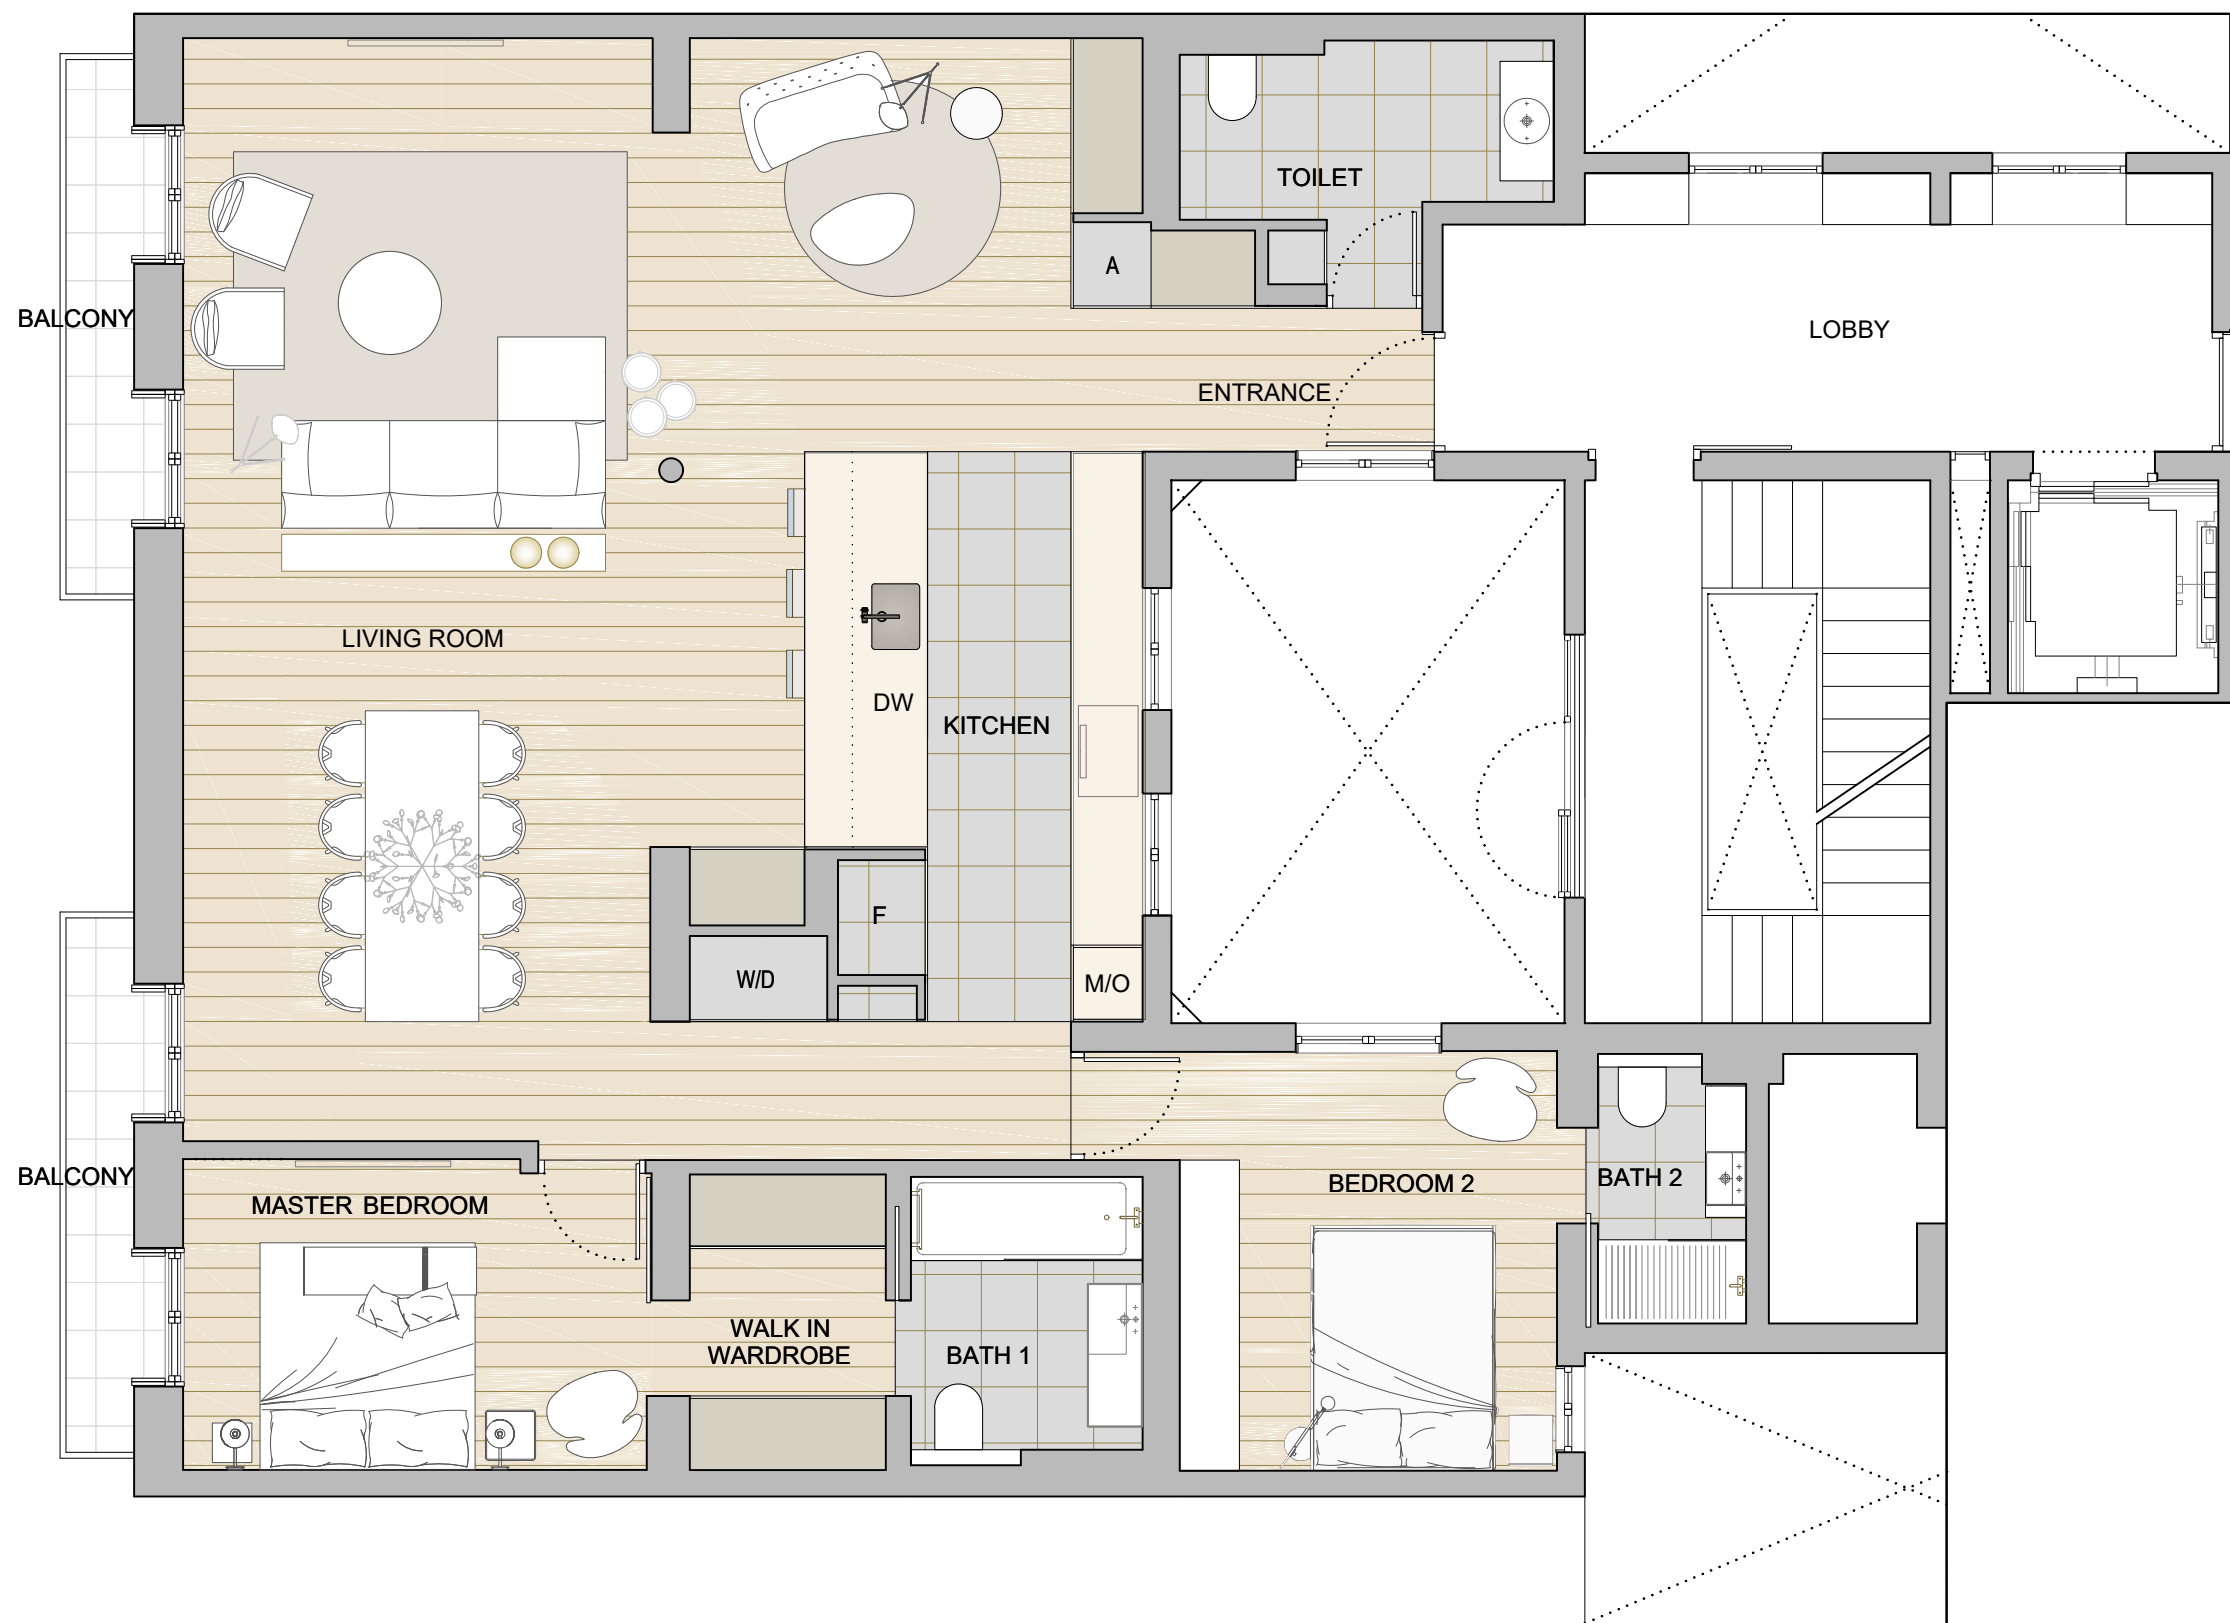 TOILET
A
BALCONY
LOBBY
ENTRANCE
LIVING ROOM
DW
KITCHEN
F
W/D
M/O
BALCONY
MASTER BEDROOM
BEDROOM 2
BATH 2
WALK IN
WARDROBE
BATH 1